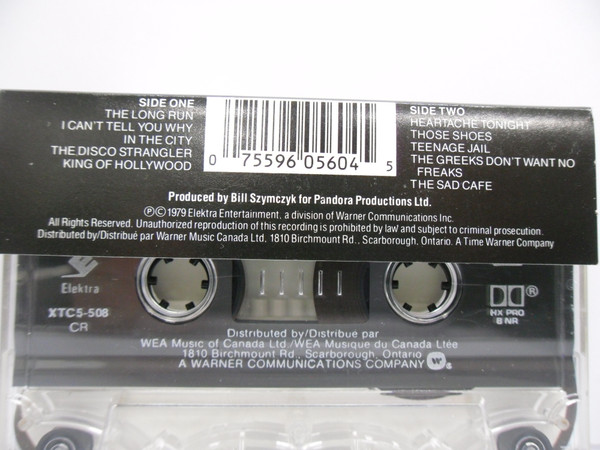 SIDE ONE
THE LONG RUN
I CAN'T TELL YOU WHY
IN THE CITY
THE DISCO STRANGLER
KING OF HOLLYWOOD
0 75596 05604 5
SIDE TWO
HEARTACHE TONIGHT
THOSE SHOES
TEENAGE JAIL
THE GREEKS DON'T WANT NO
FREAKS
THE SAD CAFE
Produced by Bill Szymczyk for Pandora Productions Ltd.
ⓟ©1979 Elektra Entertainment, a division of Warner Communications Inc.
All Rights Reserved. Unauthorized reproduction of this recording is prohibited by law and subject to criminal prosecution.
Distributed by/Distribué par Warner Music Canada Ltd. 1810 Birchmount Rd., Scarborough, Ontario. A Time Warner Company
Elektra
XTC5-508
CR
HX PRO
B NR
Distributed by/Distribué par
WEA Music of Canada Ltd./WEA Musique du Canada Ltée
1810 Birchmount Rd., Scarborough, Ontario
A WARNER COMMUNICATIONS COMPANY